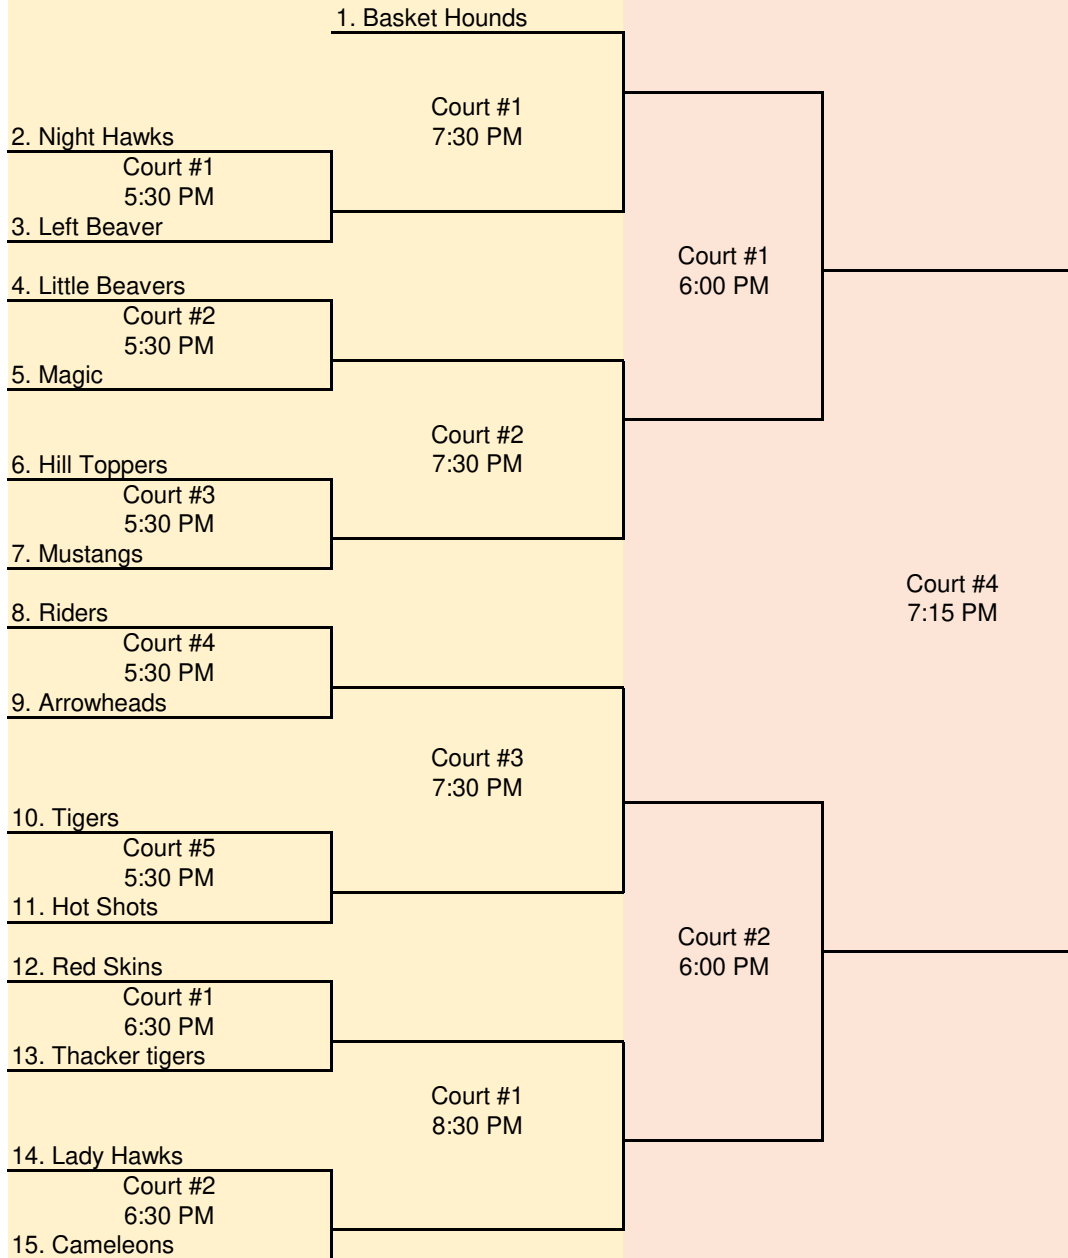 1. Basket Hounds
Court #1
7:30 PM
2. Night Hawks
Court #1
5:30 PM
3. Left Beaver
Court #1
6:00 PM
4. Little Beavers
Court #2
5:30 PM
5. Magic
Court #2
7:30 PM
6. Hill Toppers
Court #3
5:30 PM
7. Mustangs
Court #4
7:15 PM
8. Riders
Court #4
5:30 PM
9. Arrowheads
Court #3
7:30 PM
10. Tigers
Court #5
5:30 PM
11. Hot Shots
Court #2
6:00 PM
12. Red Skins
Court #1
6:30 PM
13. Thacker tigers
Court #1
8:30 PM
14. Lady Hawks
Court #2
6:30 PM
15. Cameleons